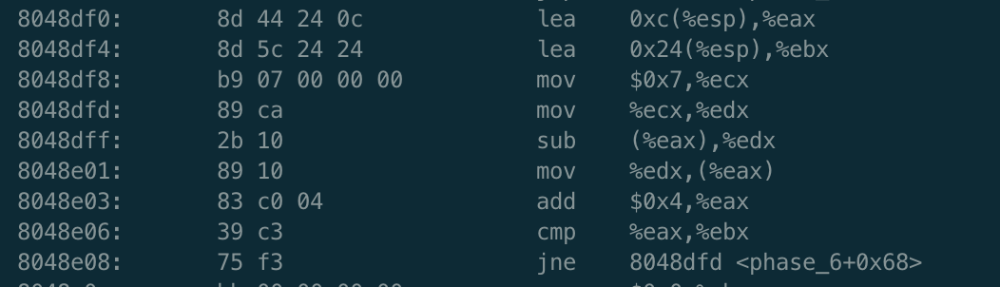 8048df0: 8d 44 24 0c lea 0xc(%esp),%eax
8048df4: 8d 5c 24 24 lea 0x24(%esp),%ebx
8048df8: b9 07 00 00 00 mov $0x7,%ecx
8048dfd: 89 ca mov %ecx,%edx
8048dff: 2b 10 sub (%eax),%edx
8048e01: 89 10 mov %edx,(%eax)
8048e03: 83 c0 04 add $0x4,%eax
8048e06: 39 c3 cmp %eax,%ebx
8048e08: 75 f3 jne 8048dfd <phase_6+0x68>